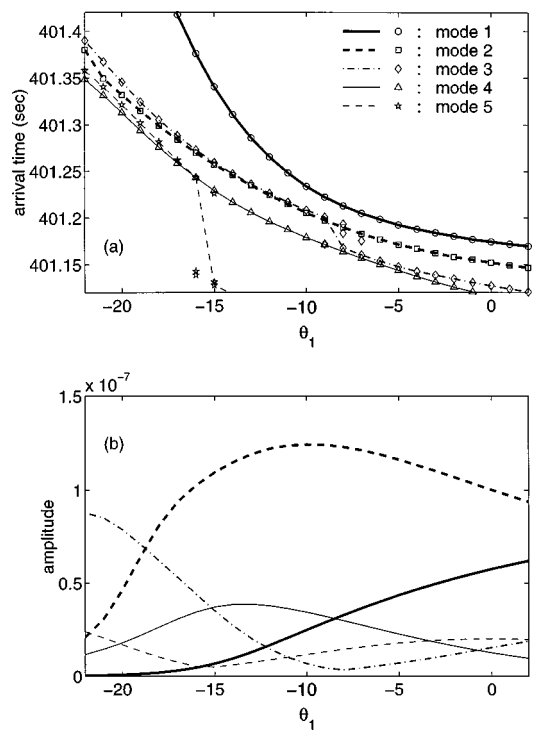 401.4
401.35
401.3
401.25
401.2
401.15
arrival time (sec)
: mode 1
: mode 2
: mode 3
: mode 4
: mode 5
(a)
−20 −15 −10 −5 0
θ₁
x 10⁻⁷
1.5
1
0.5
0
amplitude
(b)
−20 −15 −10 −5 0
θ₁